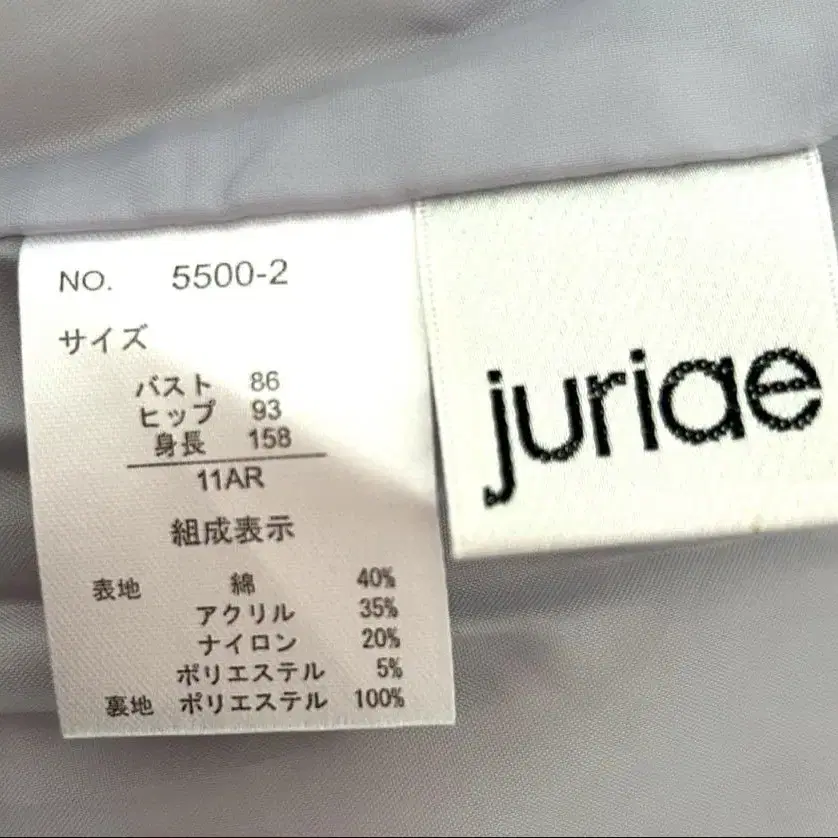 NO. 5500-2
サイズ
バスト 86
ヒップ 93
身長 158
11AR
組成表示
表地 綿 40%
アクリル 35%
ナイロン 20%
ポリエステル 5%
裏地 ポリエステル 100%
juriae